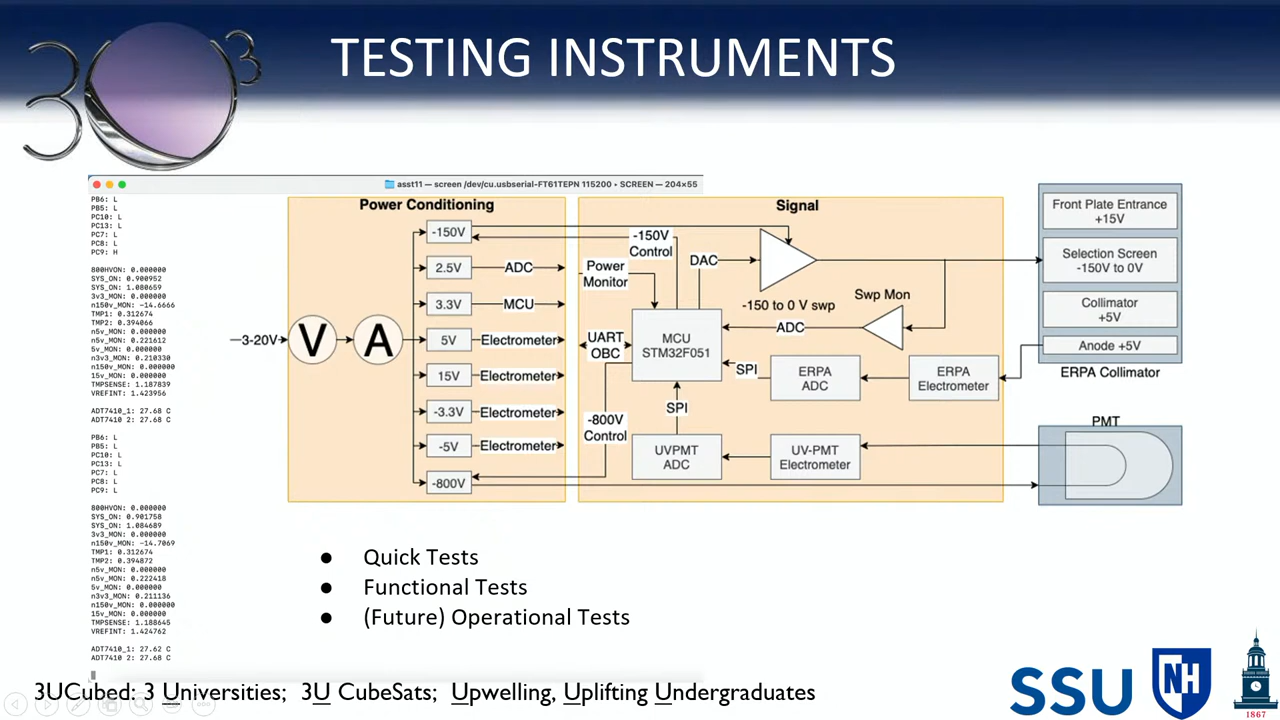 3 3
TESTING INSTRUMENTS
asst11 — screen /dev/cu.usbserial-FT61TEPN 115200 • SCREEN — 204×55
PB6: L
PB5: L
PC10: L
PC13: L
PC7: L
PC8: L
PC9: H
800HVON: 0.000000
SYS_ON: 0.900952
SYS_ON: 1.080659
3v3_MON: 0.000000
n150v_MON: -14.6666
TMP1: 0.312674
TMP2: 0.394066
n5v_MON: 0.000000
n5v_MON: 0.221612
5v_MON: 0.000000
n3v3_MON: 0.210330
n150v_MON: 0.000000
15v_MON: 0.000000
TMPSENSE: 1.187839
VREFINT: 1.423956
ADT7410_1: 27.68 C
ADT7410 2: 27.68 C
PB6: L
PB5: L
PC10: L
PC13: L
PC7: L
PC8: L
PC9: L
800HVON: 0.000000
SYS_ON: 0.901758
SYS_ON: 1.084689
3v3_MON: 0.000000
n150v_MON: -14.7069
TMP1: 0.312674
TMP2: 0.394872
n5v_MON: 0.000000
n5v_MON: 0.222418
5v_MON: 0.000000
n3v3_MON: 0.211136
n150v_MON: 0.000000
15v_MON: 0.000000
TMPSENSE: 1.188645
VREFINT: 1.424762
ADT7410_1: 27.62 C
ADT7410 2: 27.68 C
Power Conditioning
3-20V
V
A
-150V
2.5V
ADC
3.3V
MCU
5V
Electrometer
15V
Electrometer
-3.3V
Electrometer
-5V
Electrometer
-800V
Signal
-150V
Control
Power
Monitor
DAC
-150 to 0V swp
Swp Mon
ADC
UART
OBC
MCU
STM32F051
SPI
ERPA
ADC
ERPA
Electrometer
SPI
-800V
Control
UVPMT
ADC
UV-PMT
Electrometer
Front Plate Entrance
+15V
Selection Screen
-150V to 0V
Collimator
+5V
Anode +5V
ERPA Collimator
PMT
● Quick Tests
● Functional Tests
● (Future) Operational Tests
3UCubed: 3 Universities; 3U CubeSats; Upwelling, Uplifting Undergraduates
SSU
NH
1867